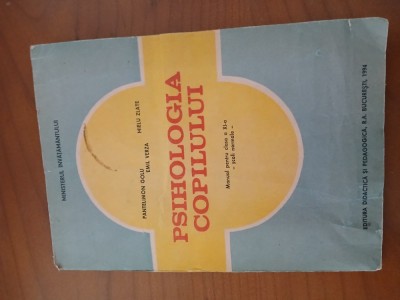 MINISTERUL ÎNVĂȚĂMÂNTULUI
PANTELIMON GOLU
MIELU ZLATE
EMIL VERZA
PSIHOLOGIA
COPILULUI
Manual pentru clasa a XI-a
– școli normale –
EDITURA DIDACTICĂ ȘI PEDAGOGICĂ, R.A. BUCUREȘTI, 1994